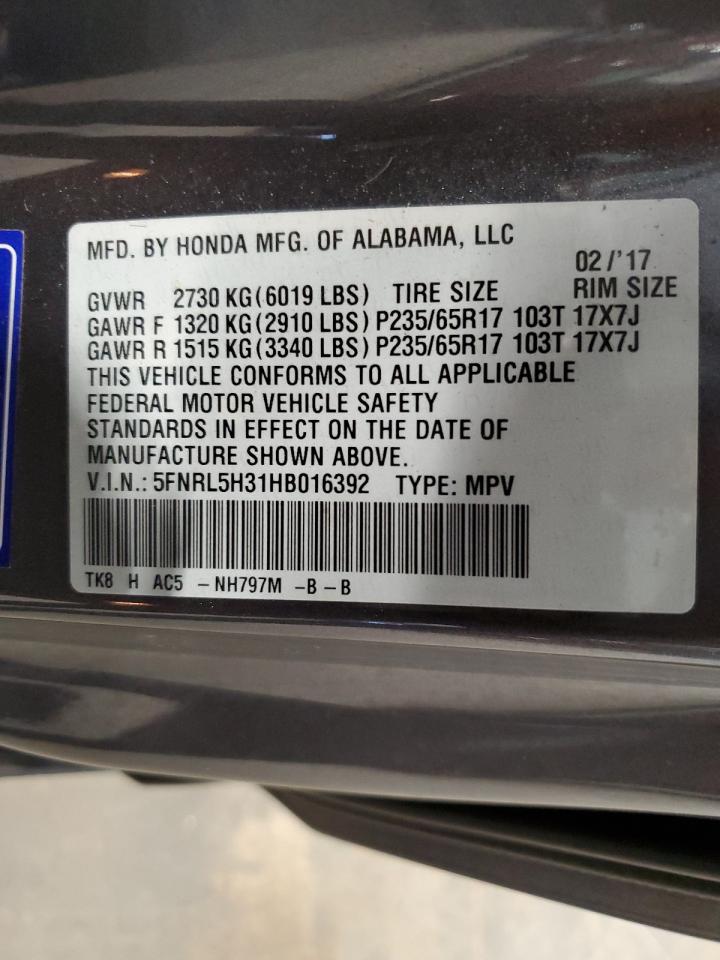 MFD. BY HONDA MFG. OF ALABAMA, LLC
02/'17
GVWR 2730 KG(6019 LBS) TIRE SIZE RIM SIZE
GAWR F 1320 KG(2910 LBS) P235/65R17 103T 17X7J
GAWR R 1515 KG(3340 LBS) P235/65R17 103T 17X7J
THIS VEHICLE CONFORMS TO ALL APPLICABLE
FEDERAL MOTOR VEHICLE SAFETY
STANDARDS IN EFFECT ON THE DATE OF
MANUFACTURE SHOWN ABOVE.
V.I.N.: 5FNRL5H31HB016392 TYPE: MPV
TK8 H AC5 -NH797M -B-B